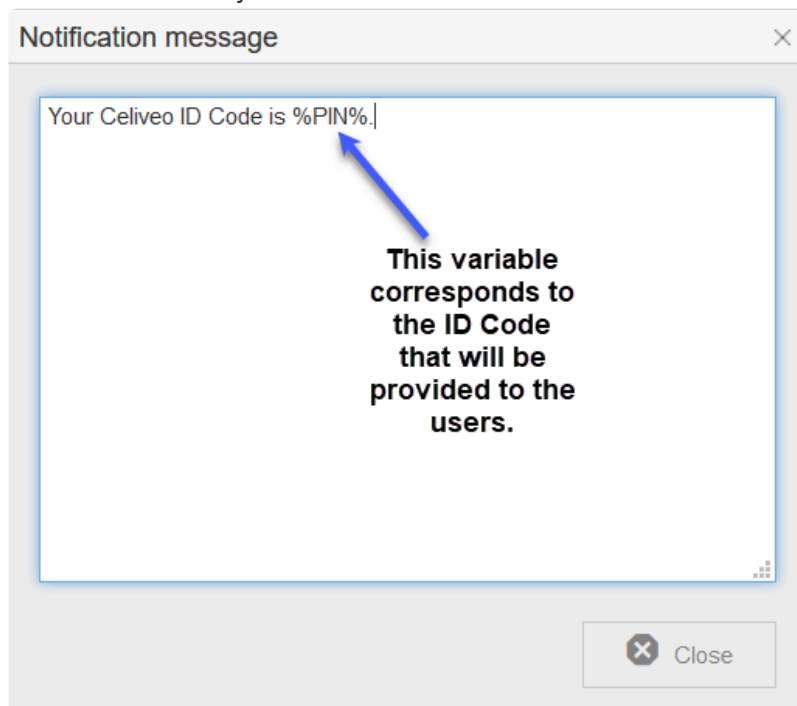 Notification message
Your Celiveo ID Code is %PIN%.
This variable
corresponds to
the ID Code
that will be
provided to the
users.
Close